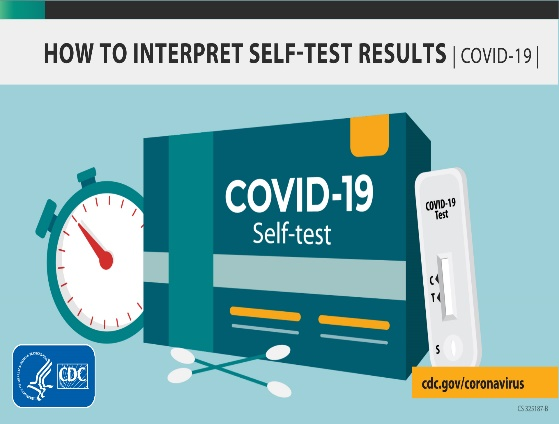 HOW TO INTERPRET SELF-TEST RESULTS | COVID-19 |
COVID-19
Self-test
COVID-19
Test
C
T
S
CDC
cdc.gov/coronavirus